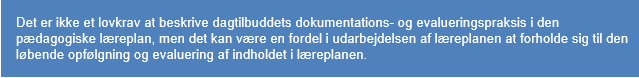 Det er ikke et lovkrav at beskrive dagtilbuddets dokumentations- og evalueringspraksis i den
pædagogiske læreplan, men det kan være en fordel i udarbejdelsen af læreplanen at forholde sig til den
løbende opfølgning og evaluering af indholdet i læreplanen.